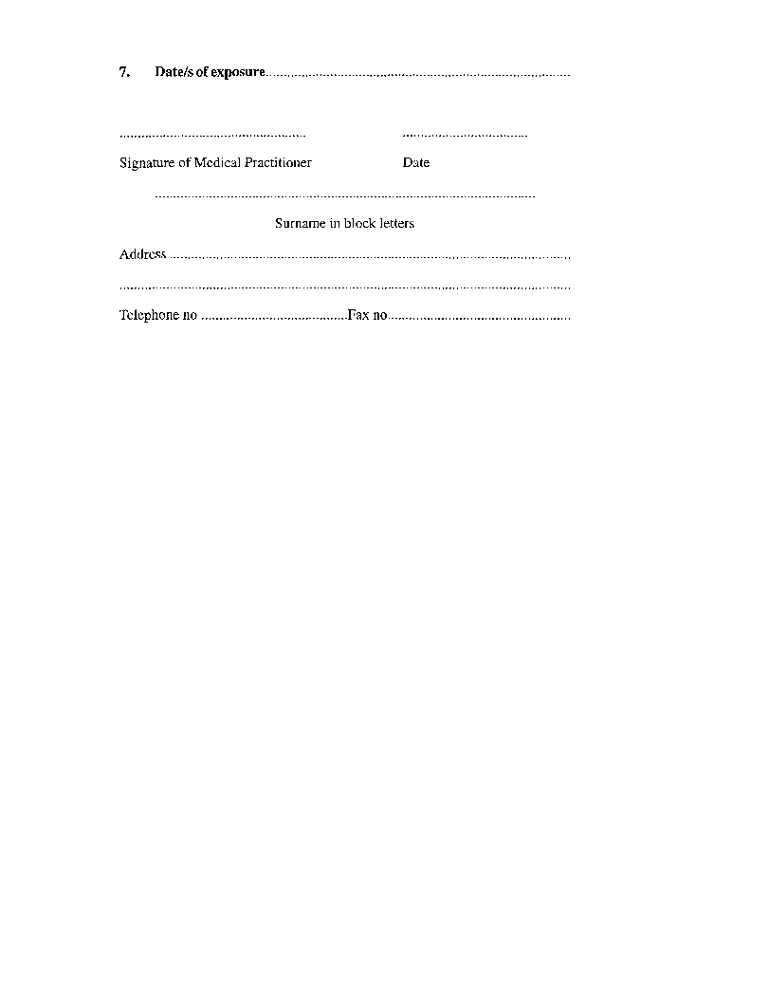 7. Date/s of exposure................................................................................
.................................................... ...................................
Signature of Medical Practitioner Date
..........................................................................................................
Surname in block letters
Address ................................................................................................................
..............................................................................................................................
Telephone no .........................................Fax no...................................................